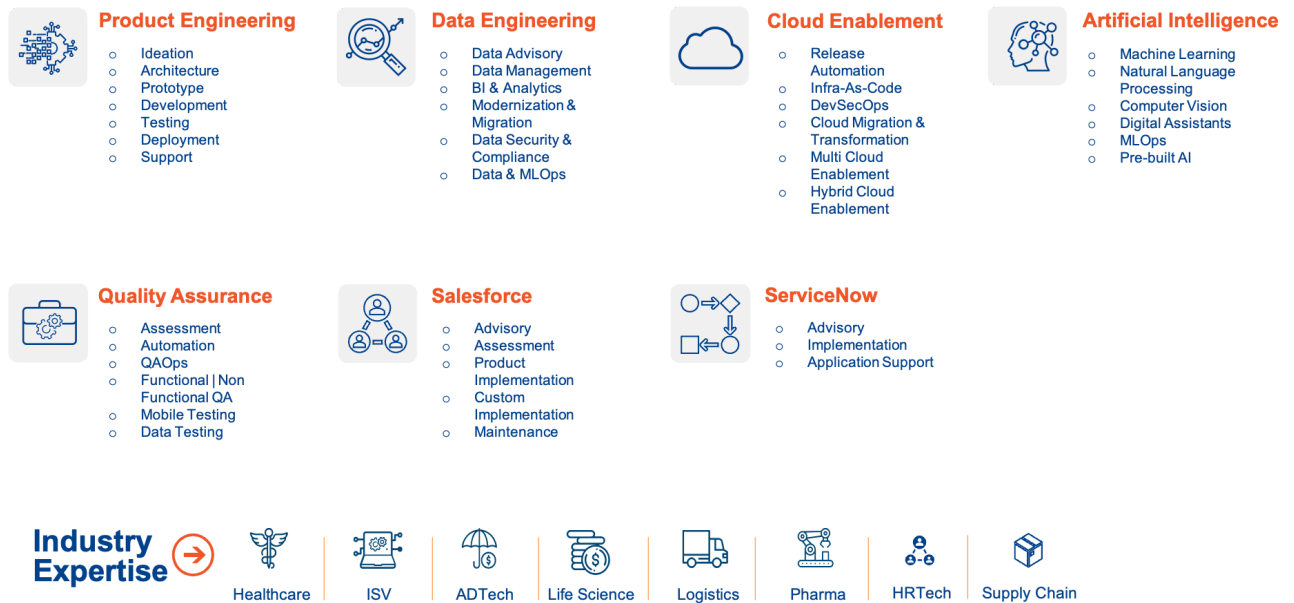 Product Engineering
Ideation
Architecture
Prototype
Development
Testing
Deployment
Support
Data Engineering
Data Advisory
Data Management
BI & Analytics
Modernization &
Migration
Data Security &
Compliance
Data & MLOps
Cloud Enablement
Release
Automation
Infra-As-Code
DevSecOps
Cloud Migration &
Transformation
Multi Cloud
Enablement
Hybrid Cloud
Enablement
Artificial Intelligence
Machine Learning
Natural Language
Processing
Computer Vision
Digital Assistants
MLOps
Pre-built AI
Quality Assurance
Assessment
Automation
QAOps
Functional | Non
Functional QA
Mobile Testing
Data Testing
Salesforce
Advisory
Assessment
Product
Implementation
Custom
Implementation
Maintenance
ServiceNow
Advisory
Implementation
Application Support
Industry
Expertise
Healthcare
ISV
ADTech
Life Science
Logistics
Pharma
HRTech
Supply Chain